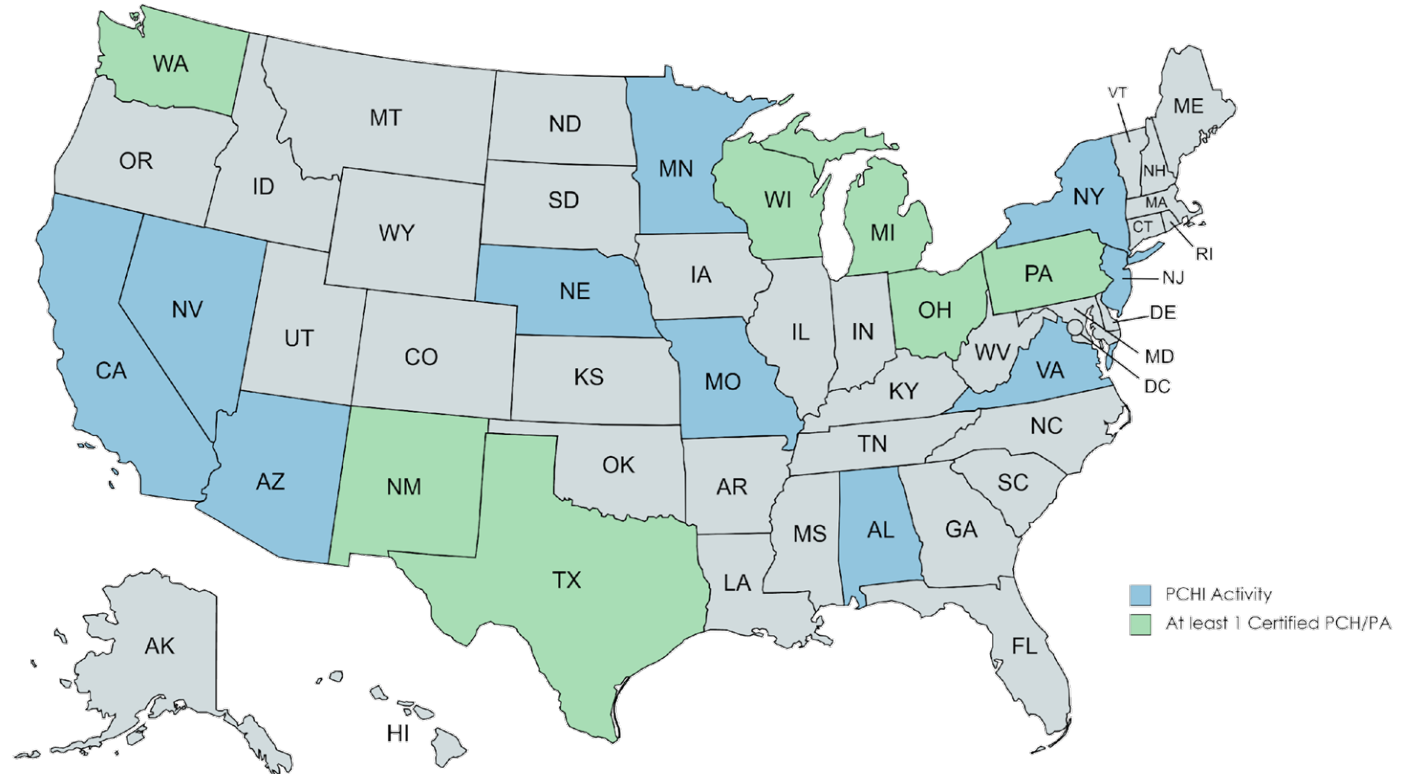 WA
OR
CA
NV
ID
MT
WY
UT
CO
AZ
NM
ND
SD
NE
KS
OK
TX
MN
IA
MO
AR
LA
WI
IL
MI
IN
OH
KY
TN
MS
AL
GA
FL
SC
NC
VA
WV
PA
NY
VT
NH
ME
MA
CT
RI
NJ
DE
MD
DC
AK
HI
PCHI Activity
At least 1 Certified PCH/PA